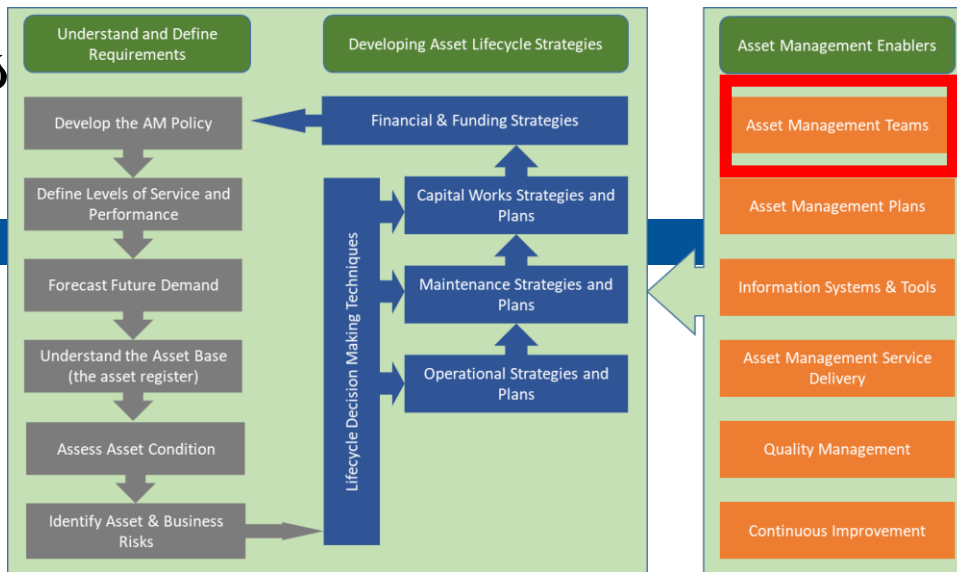 Understand and Define
Requirements
Develop the AM Policy
Define Levels of Service and
Performance
Forecast Future Demand
Understand the Asset Base
(the asset register)
Assess Asset Condition
Identify Asset & Business
Risks
Developing Asset Lifecycle Strategies
Financial & Funding Strategies
Lifecycle Decision Making Techniques
Capital Works Strategies and
Plans
Maintenance Strategies and
Plans
Operational Strategies and
Plans
Asset Management Enablers
Asset Management Teams
Asset Management Plans
Information Systems & Tools
Asset Management Service
Delivery
Quality Management
Continuous Improvement